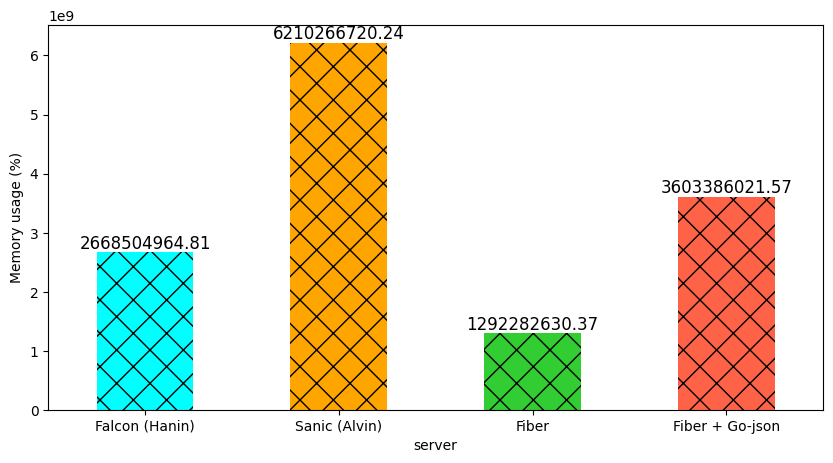 1e9
6210266720.24
6
5
4
3603386021.57
3
2668504964.81
2
1292282630.37
1
0
Memory usage (%)
Falcon (Hanin)
Sanic (Alvin)
Fiber
Fiber + Go-json
server